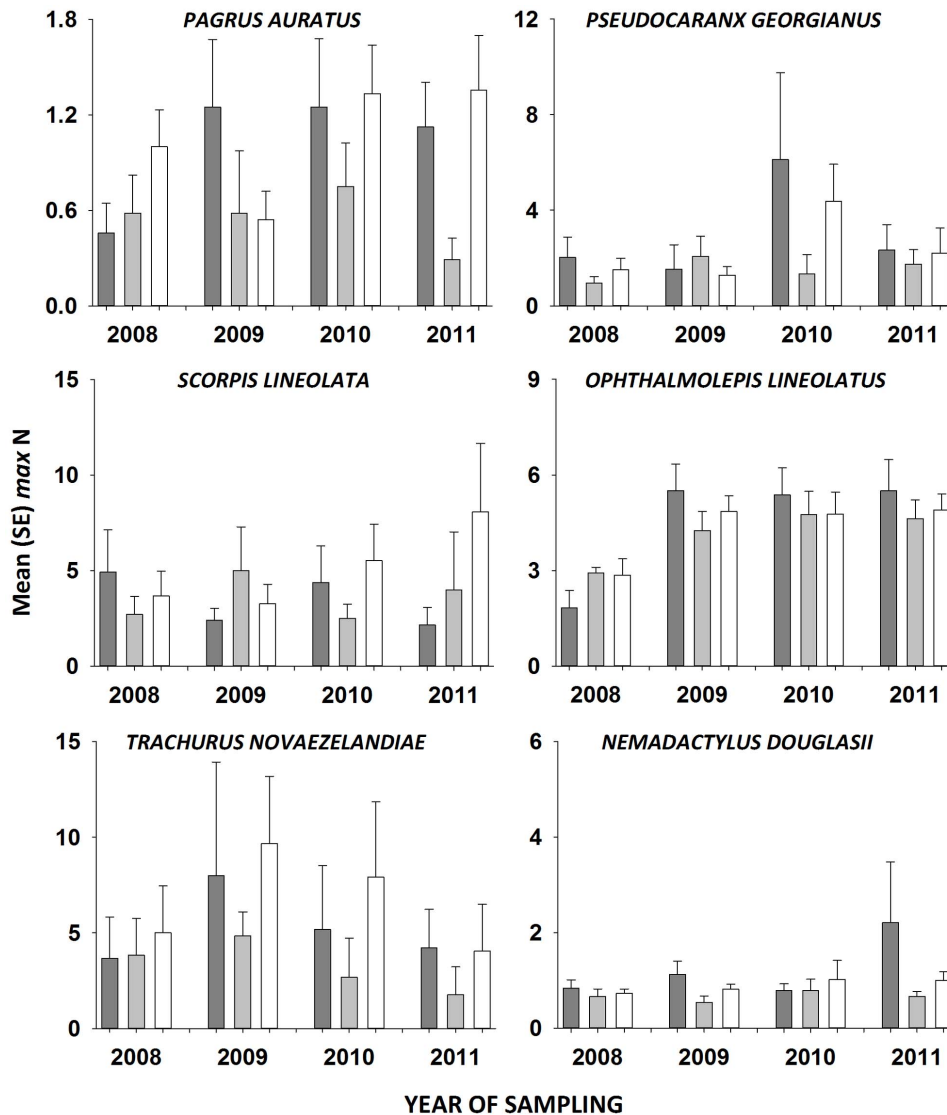 PAGRUS AURATUS
1.8
1.2
0.6
0.0
2008 2009 2010 2011
PSEUDOCARANX GEORGIANUS
12
8
4
0
2008 2009 2010 2011
SCORPIS LINEOLATA
15
10
5
0
2008 2009 2010 2011
OPHTHALMOLEPIS LINEOLATUS
9
6
3
0
2008 2009 2010 2011
Mean (SE) max N
TRACHURUS NOVAEZELANDIAE
15
10
5
0
2008 2009 2010 2011
NEMADACTYLUS DOUGLASII
6
4
2
0
2008 2009 2010 2011
YEAR OF SAMPLING